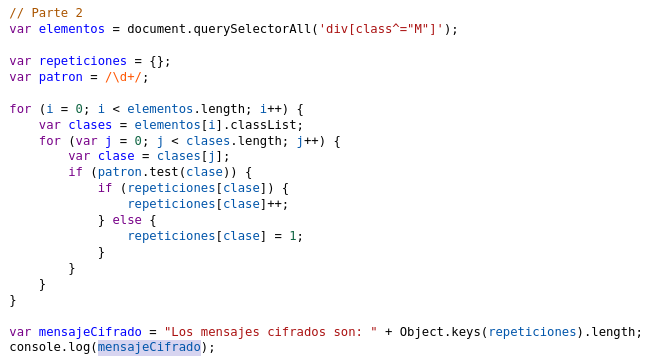 // Parte 2
var elementos = document.querySelectorAll('div[class^="M"]');

var repeticiones = {};
var patron = /\d+/;

for (i = 0; i < elementos.length; i++) {
    var clases = elementos[i].classList;
    for (var j = 0; j < clases.length; j++) {
        var clase = clases[j];
        if (patron.test(clase)) {
            if (repeticiones[clase]) {
                repeticiones[clase]++;
            } else {
                repeticiones[clase] = 1;
            }
        }
    }
}

var mensajeCifrado = "Los mensajes cifrados son: " + Object.keys(repeticiones).length;
console.log(mensajeCifrado);